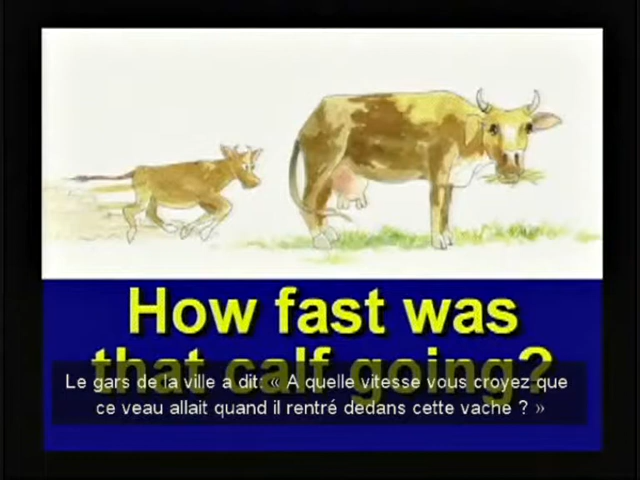 How fast was
that calf going?
Le gars de la ville a dit: « A quelle vitesse vous croyez que
ce veau allait quand il rentré dedans cette vache ? »